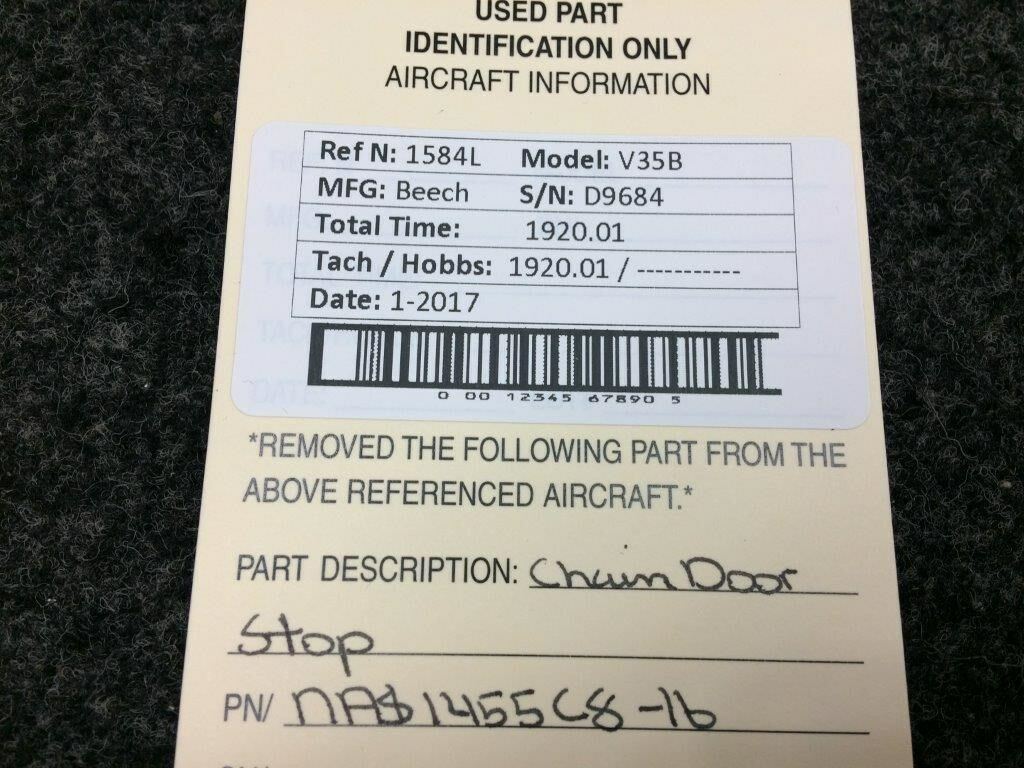 USED PART
IDENTIFICATION ONLY
AIRCRAFT INFORMATION
Ref N: 1584L Model: V35B
MFG: Beech S/N: D9684
Total Time: 1920.01
Tach / Hobbs: 1920.01 / -----------
Date: 1-2017
0 00 12345 67890 5
*REMOVED THE FOLLOWING PART FROM THE
ABOVE REFERENCED AIRCRAFT.*
PART DESCRIPTION: Chain Door
Stop
PN/ NAS1455C8-16